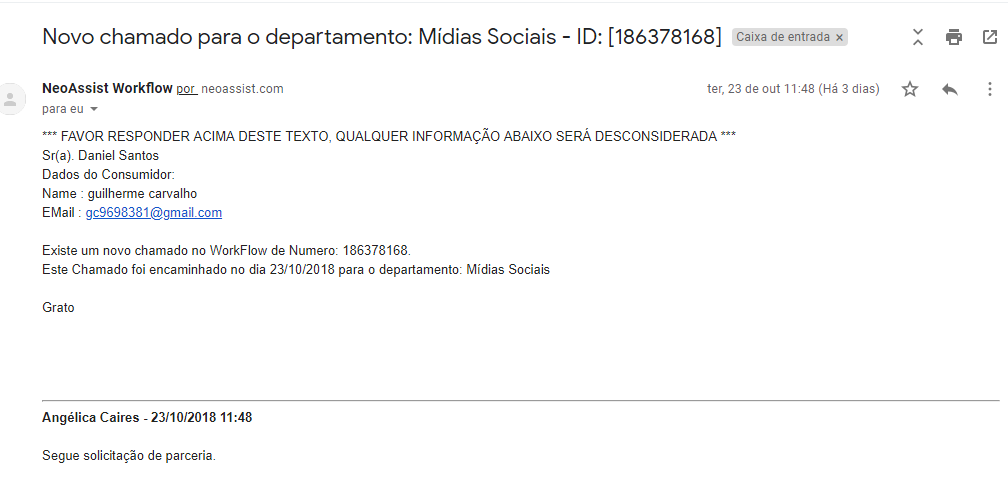 Novo chamado para o departamento: Mídias Sociais - ID: [186378168] Caixa de entrada ×
NeoAssist Workflow por neoassist.com ter, 23 de out 11:48 (Há 3 dias)
para eu
*** FAVOR RESPONDER ACIMA DESTE TEXTO, QUALQUER INFORMAÇÃO ABAIXO SERÁ DESCONSIDERADA ***
Sr(a). Daniel Santos
Dados do Consumidor:
Name : guilherme carvalho
EMail : gc9698381@gmail.com
Existe um novo chamado no WorkFlow de Numero: 186378168.
Este Chamado foi encaminhado no dia 23/10/2018 para o departamento: Mídias Sociais
Grato
Angélica Caires - 23/10/2018 11:48
Segue solicitação de parceria.